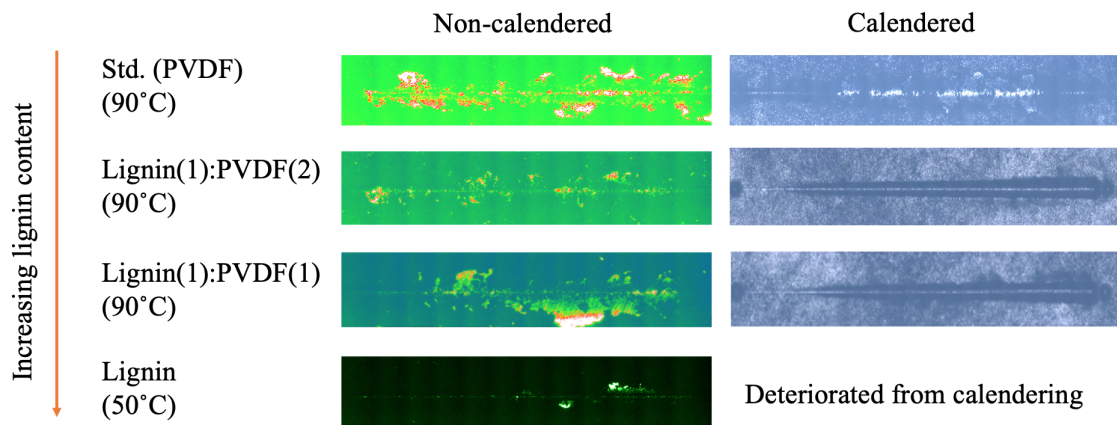 Non-calendered
Calendered
Increasing lignin content
Std. (PVDF)
(90˚C)
Lignin(1):PVDF(2)
(90˚C)
Lignin(1):PVDF(1)
(90˚C)
Lignin
(50˚C)
Deteriorated from calendering